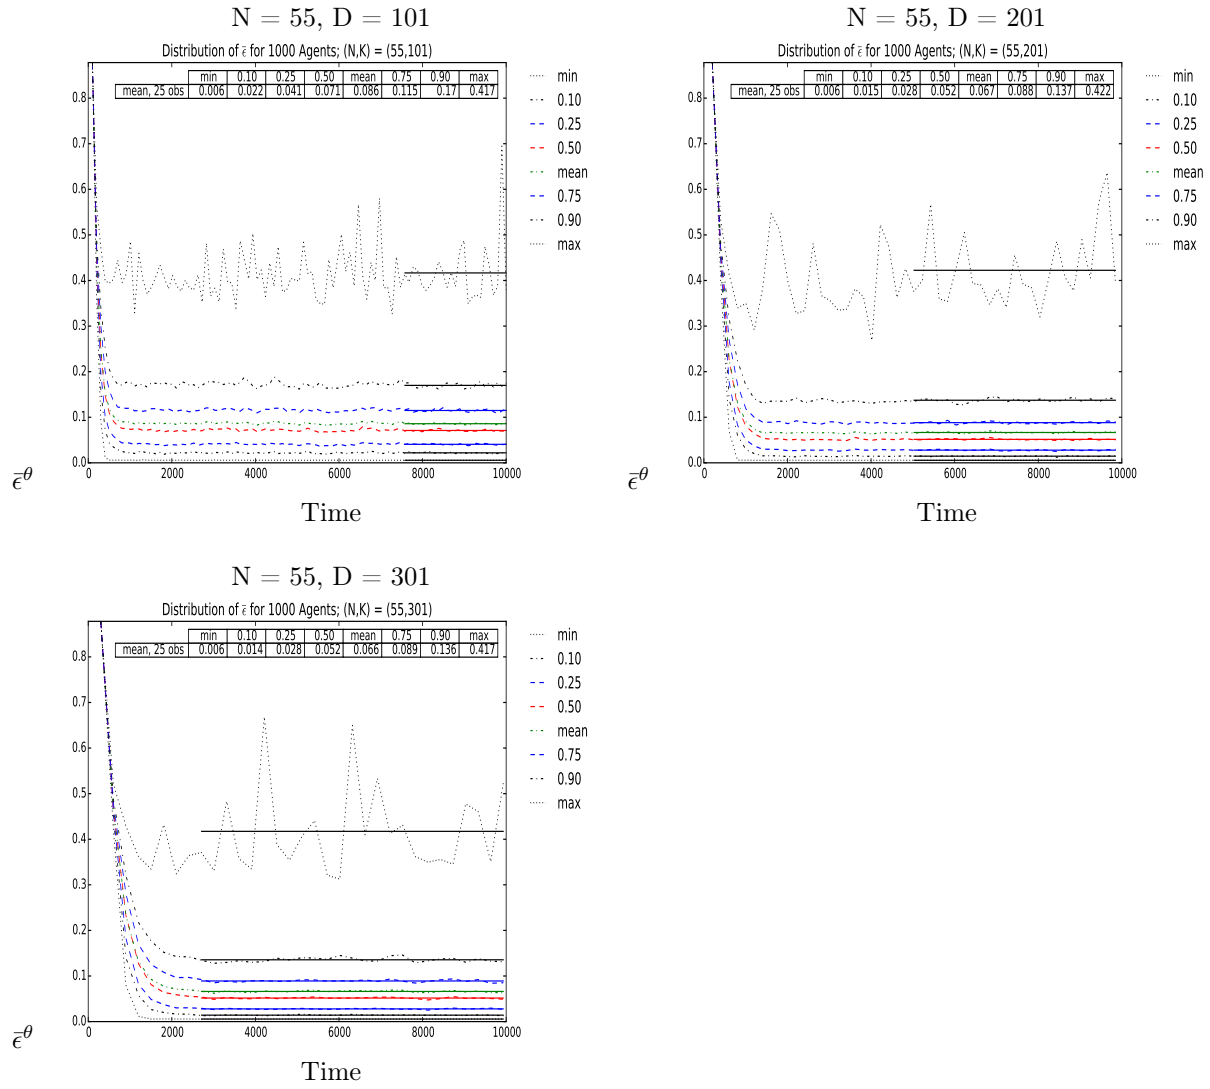 N = 55, D = 101
Distribution of ε̄ for 1000 Agents; (N,K) = (55,101)
min 0.10 0.25 0.50 mean 0.75 0.90 max
mean, 25 obs 0.006 0.022 0.041 0.071 0.086 0.115 0.17 0.417
0.8
0.7
0.6
0.5
0.4
0.3
0.2
0.1
0.0
0 2000 4000 6000 8000 10000
min
0.10
0.25
0.50
mean
0.75
0.90
max
ε̄^θ
Time
N = 55, D = 201
Distribution of ε̄ for 1000 Agents; (N,K) = (55,201)
min 0.10 0.25 0.50 mean 0.75 0.90 max
mean, 25 obs 0.006 0.015 0.028 0.052 0.067 0.088 0.137 0.422
0.8
0.7
0.6
0.5
0.4
0.3
0.2
0.1
0.0
0 2000 4000 6000 8000 10000
min
0.10
0.25
0.50
mean
0.75
0.90
max
ε̄^θ
Time
N = 55, D = 301
Distribution of ε̄ for 1000 Agents; (N,K) = (55,301)
min 0.10 0.25 0.50 mean 0.75 0.90 max
mean, 25 obs 0.006 0.014 0.028 0.052 0.066 0.089 0.136 0.417
0.8
0.7
0.6
0.5
0.4
0.3
0.2
0.1
0.0
0 2000 4000 6000 8000 10000
min
0.10
0.25
0.50
mean
0.75
0.90
max
ε̄^θ
Time